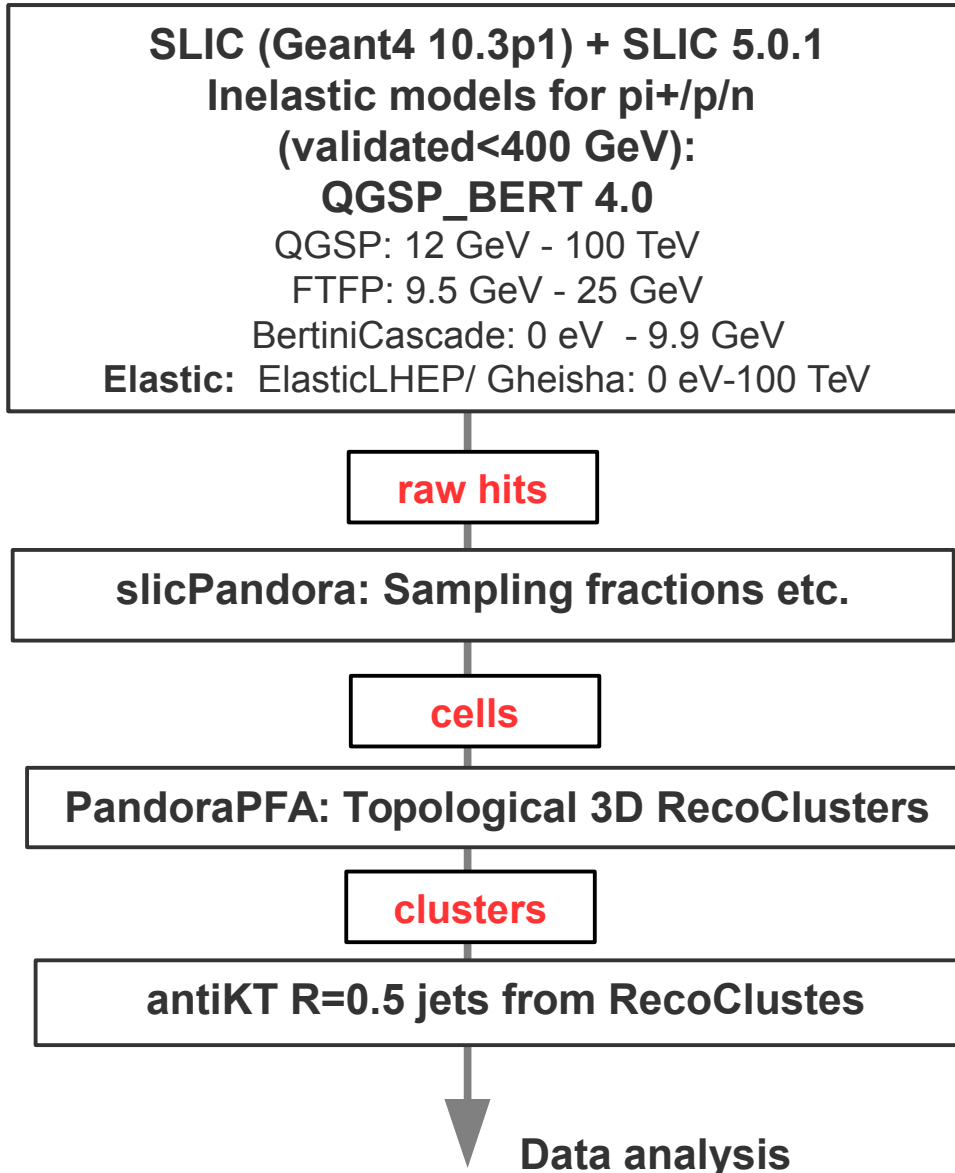 SLIC (Geant4 10.3p1) + SLIC 5.0.1
Inelastic models for pi+/p/n
(validated<400 GeV):
QGSP_BERT 4.0
QGSP: 12 GeV - 100 TeV
FTFP: 9.5 GeV - 25 GeV
BertiniCascade: 0 eV - 9.9 GeV
Elastic: ElasticLHEP/ Gheisha: 0 eV-100 TeV
raw hits
slicPandora: Sampling fractions etc.
cells
PandoraPFA: Topological 3D RecoClusters
clusters
antiKT R=0.5 jets from RecoClustes
Data analysis